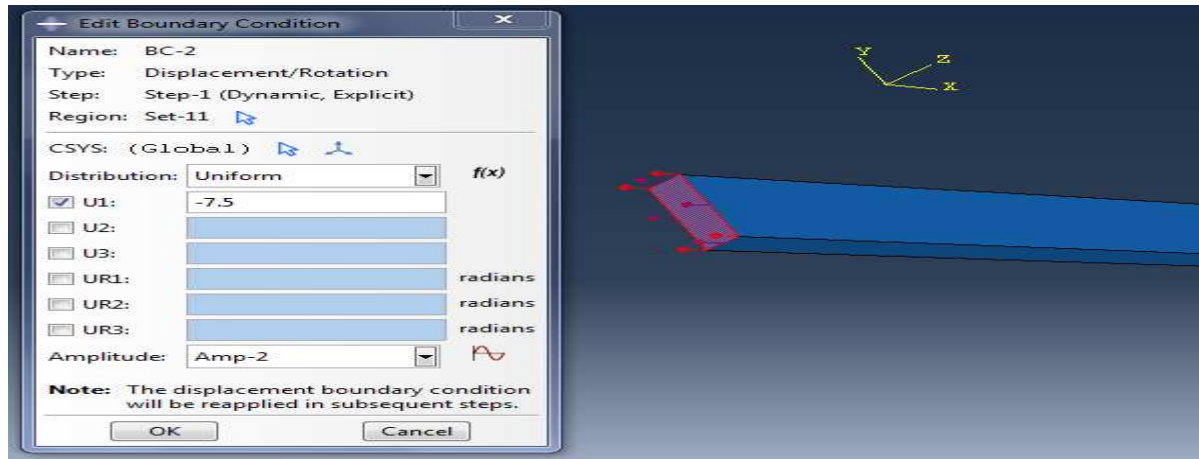 Edit Boundary Condition
Name: BC-2
Type: Displacement/Rotation
Step: Step-1 (Dynamic, Explicit)
Region: Set-11
CSYS: (Global)
Distribution: Uniform f(x)
U1: -7.5
U2:
U3:
UR1: radians
UR2: radians
UR3: radians
Amplitude: Amp-2
Note: The displacement boundary condition
will be reapplied in subsequent steps.
OK Cancel
Y
Z
X